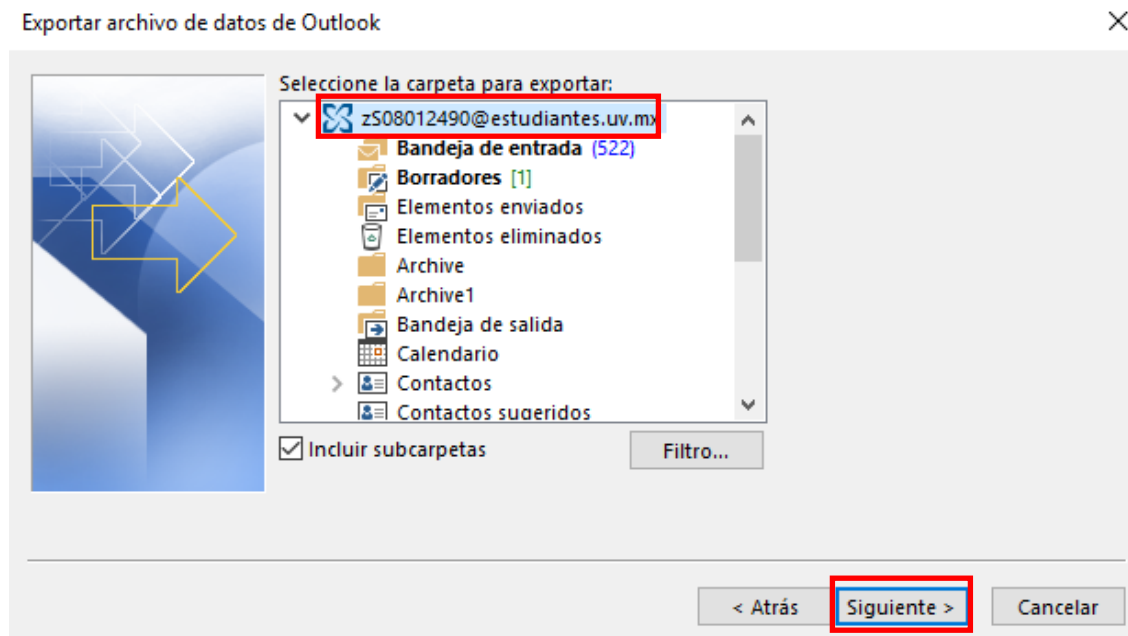 Exportar archivo de datos de Outlook
Seleccione la carpeta para exportar:
zS08012490@estudiantes.uv.mx
Bandeja de entrada (522)
Borradores [1]
Elementos enviados
Elementos eliminados
Archive
Archive1
Bandeja de salida
Calendario
Contactos
Contactos sugeridos
Incluir subcarpetas
Filtro...
< Atrás
Siguiente >
Cancelar